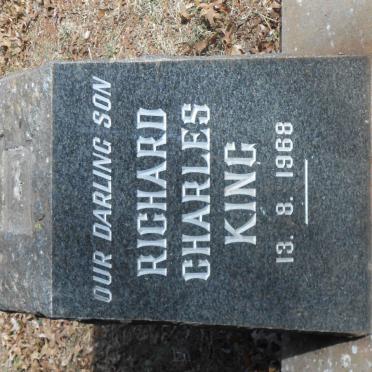 OUR DARLING SON
RICHARD
CHARLES
KING
13. 8. 1968